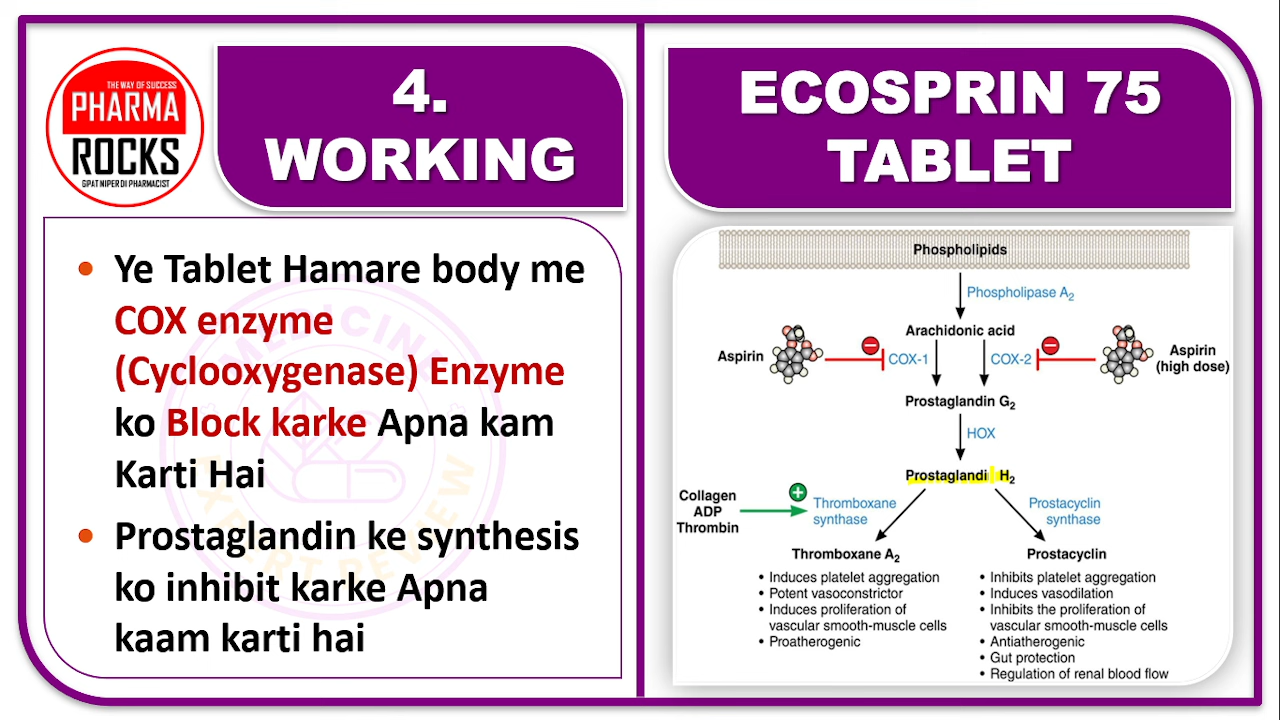 THE WAY OF SUCCESS
PHARMA
ROCKS
GPAT NIPER DI PHARMACIST
4.
WORKING
• Ye Tablet Hamare body me
COX enzyme
(Cyclooxygenase) Enzyme
ko Block karke Apna kam
Karti Hai
• Prostaglandin ke synthesis
ko inhibit karke Apna
kaam karti hai
MEDICINE
ECOSPRIN 75
TABLET
Phospholipids
Phospholipase A₂
Arachidonic acid
Aspirin
COX-1
COX-2
Aspirin
(high dose)
Prostaglandin G₂
HOX
Prostaglandi H₂
Collagen
ADP
Thrombin
Thromboxane
synthase
Prostacyclin
synthase
Thromboxane A₂
• Induces platelet aggregation
• Potent vasoconstrictor
• Induces proliferation of
vascular smooth-muscle cells
• Proatherogenic
Prostacyclin
• Inhibits platelet aggregation
• Induces vasodilation
• Inhibits the proliferation of
vascular smooth-muscle cells
• Antiatherogenic
• Gut protection
• Regulation of renal blood flow